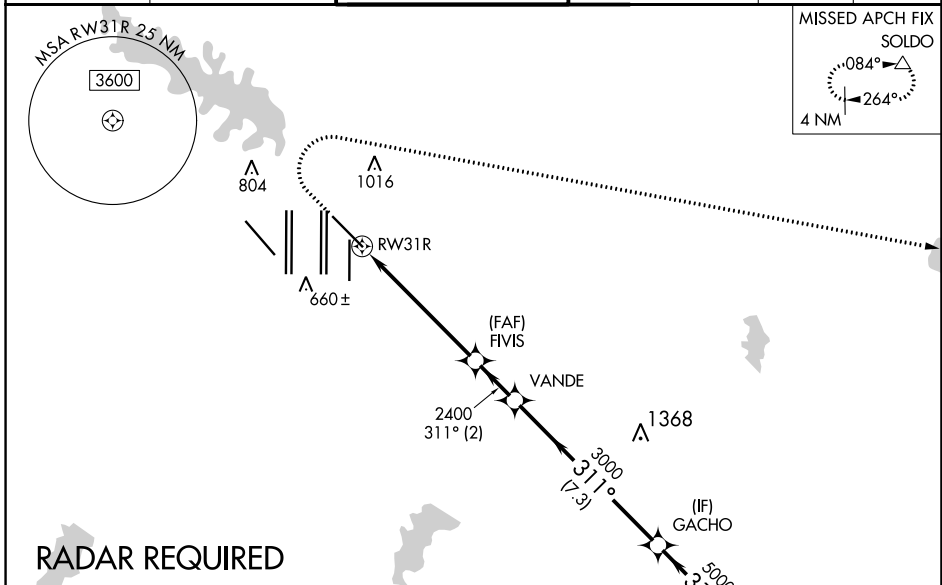 MSA RW31R 25 NM
3600
MISSED APCH FIX
SOLDO
084°
264°
4 NM
804
1016
RW31R
660 ±
(FAF)
FIVIS
VANDE
2400
311° (2)
1368
3000
311°
(7.3)
(IF)
GACHO
5000
RADAR REQUIRED